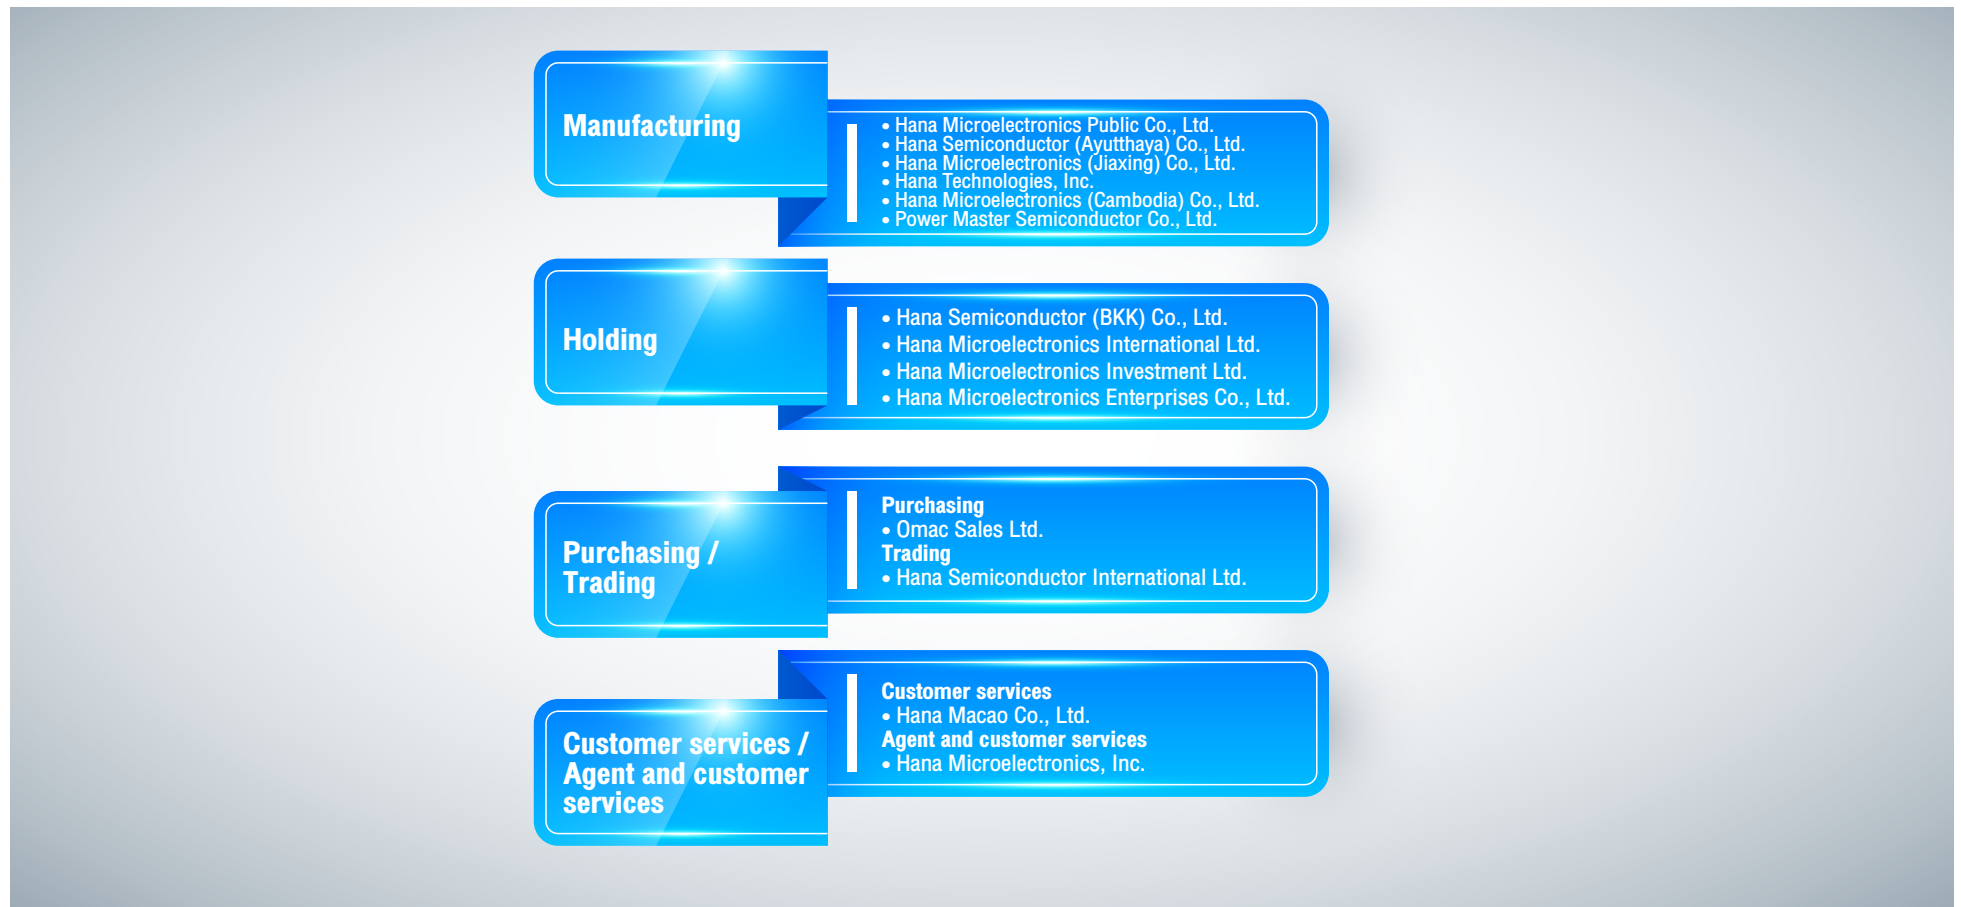 Manufacturing
• Hana Microelectronics Public Co., Ltd.
• Hana Semiconductor (Ayutthaya) Co., Ltd.
• Hana Microelectronics (Jiaxing) Co., Ltd.
• Hana Technologies, Inc.
• Hana Microelectronics (Cambodia) Co., Ltd.
• Power Master Semiconductor Co., Ltd.
Holding
• Hana Semiconductor (BKK) Co., Ltd.
• Hana Microelectronics International Ltd.
• Hana Microelectronics Investment Ltd.
• Hana Microelectronics Enterprises Co., Ltd.
Purchasing /
Trading
Purchasing
• Omac Sales Ltd.
Trading
• Hana Semiconductor International Ltd.
Customer services /
Agent and customer
services
Customer services
• Hana Macao Co., Ltd.
Agent and customer services
• Hana Microelectronics, Inc.